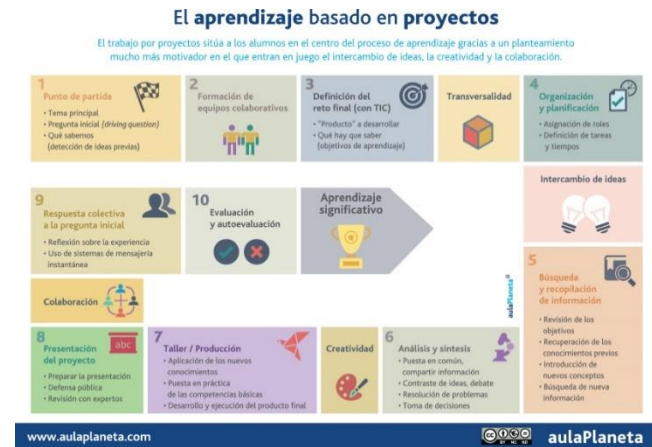 El aprendizaje basado en proyectos
El trabajo por proyectos sitúa a los alumnos en el centro del proceso de aprendizaje gracias a un planteamiento
mucho más motivador en el que entran en juego el intercambio de ideas, la creatividad y la colaboración.
1
Punto de partida
• Tema principal
• Pregunta inicial (driving question)
• Qué sabemos
(detección de ideas previas)
2
Formación de
equipos colaborativos
3
Definición del
reto final (con TIC)
• "Producto" a desarrollar
• Qué hay que saber
(objetivos de aprendizaje)
Transversalidad
4
Organización
y planificación
• Asignación de roles
• Definición de tareas
y tiempos
Intercambio de ideas
5
Búsqueda
y recopilación
de información
• Revisión de los
objetivos
• Recuperación de los
conocimientos previos
• Introducción de
nuevos conceptos
• Búsqueda de nueva
información
6
Análisis y síntesis
• Puesta en común,
compartir información
• Contraste de ideas, debate
• Resolución de problemas
• Toma de decisiones
Creatividad
7
Taller / Producción
• Aplicación de los nuevos
conocimientos
• Puesta en práctica
de las competencias básicas
• Desarrollo y ejecución del producto final
8
abc
Presentación
del proyecto
• Preparar la presentación
• Defensa pública
• Revisión con expertos
Colaboración
9
Respuesta colectiva
a la pregunta inicial
• Reflexión sobre la experiencia
• Uso de sistemas de mensajería
instantánea
10
Evaluación
y autoevaluación
Aprendizaje
significativo
aulaPlaneta
www.aulaplaneta.com
BY NC ND
aulaPlaneta